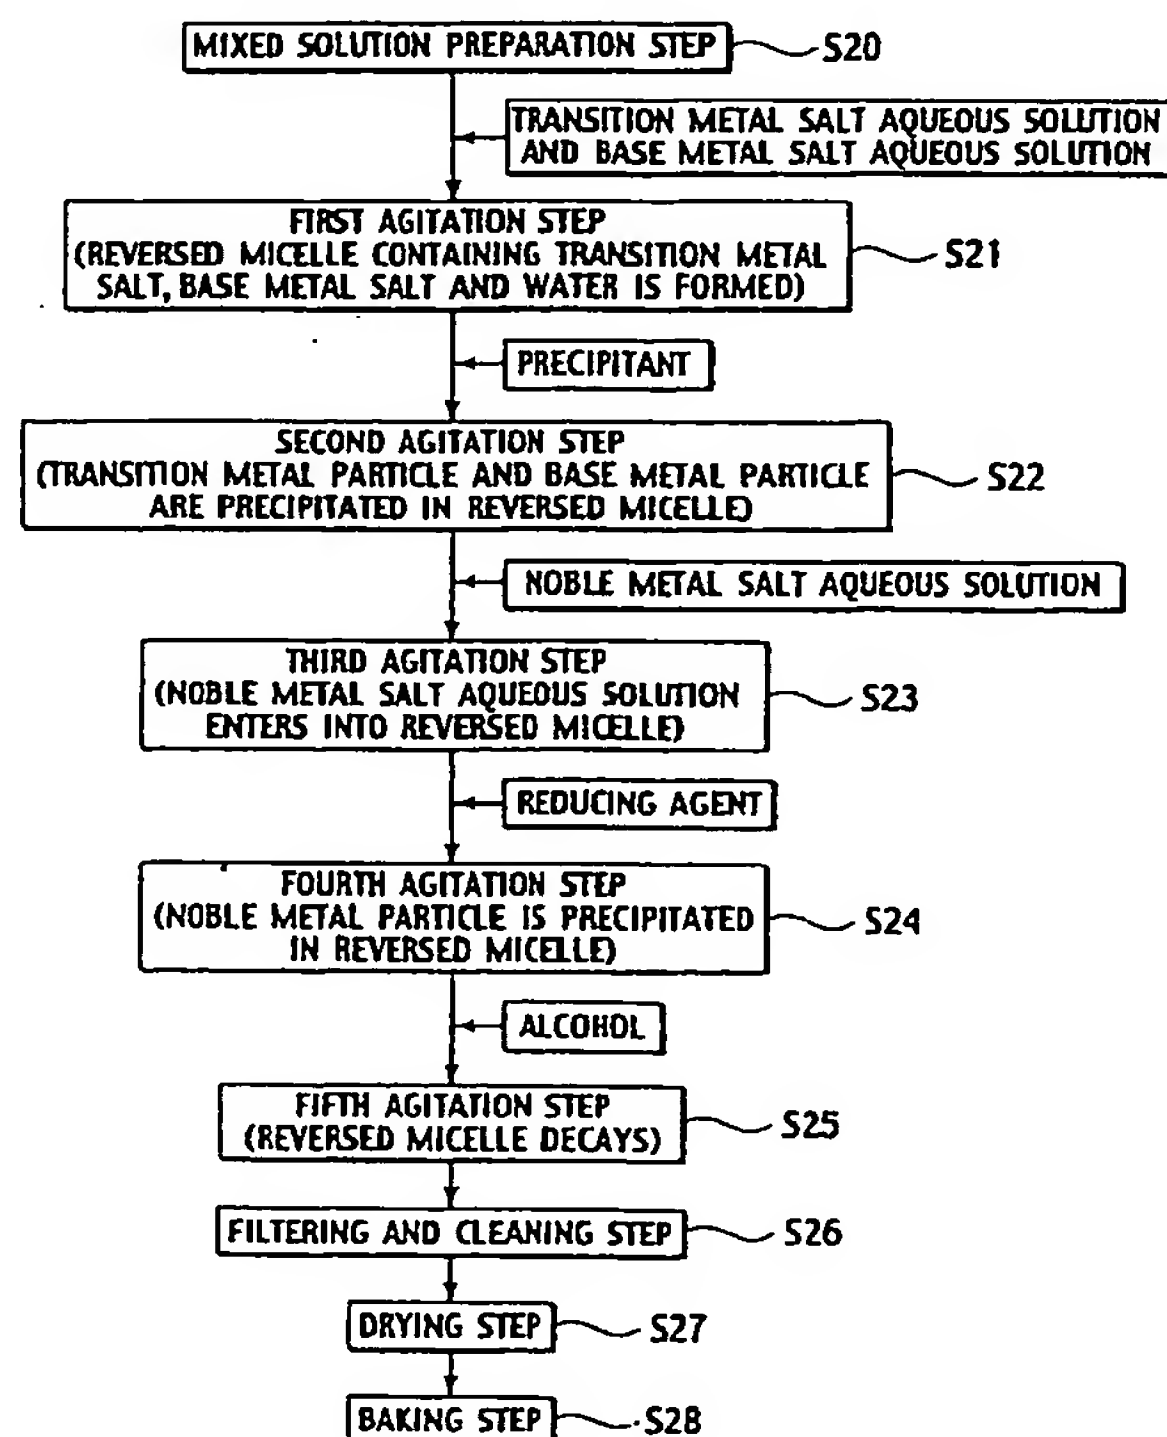 MIXED SOLUTION PREPARATION STEP
S20
TRANSITION METAL SALT AQUEOUS SOLUTION
AND BASE METAL SALT AQUEOUS SOLUTION
FIRST AGITATION STEP
(REVERSED MICELLE CONTAINING TRANSITION METAL
SALT, BASE METAL SALT AND WATER IS FORMED)
S21
PRECIPITANT
SECOND AGITATION STEP
(TRANSITION METAL PARTICLE AND BASE METAL PARTICLE
ARE PRECIPITATED IN REVERSED MICELLE)
S22
NOBLE METAL SALT AQUEOUS SOLUTION
THIRD AGITATION STEP
(NOBLE METAL SALT AQUEOUS SOLUTION
ENTERS INTO REVERSED MICELLE)
S23
REDUCING AGENT
FOURTH AGITATION STEP
(NOBLE METAL PARTICLE IS PRECIPITATED
IN REVERSED MICELLE)
S24
ALCOHOL
FIFTH AGITATION STEP
(REVERSED MICELLE DECAYS)
S25
FILTERING AND CLEANING STEP
S26
DRYING STEP
S27
BAKING STEP
S28